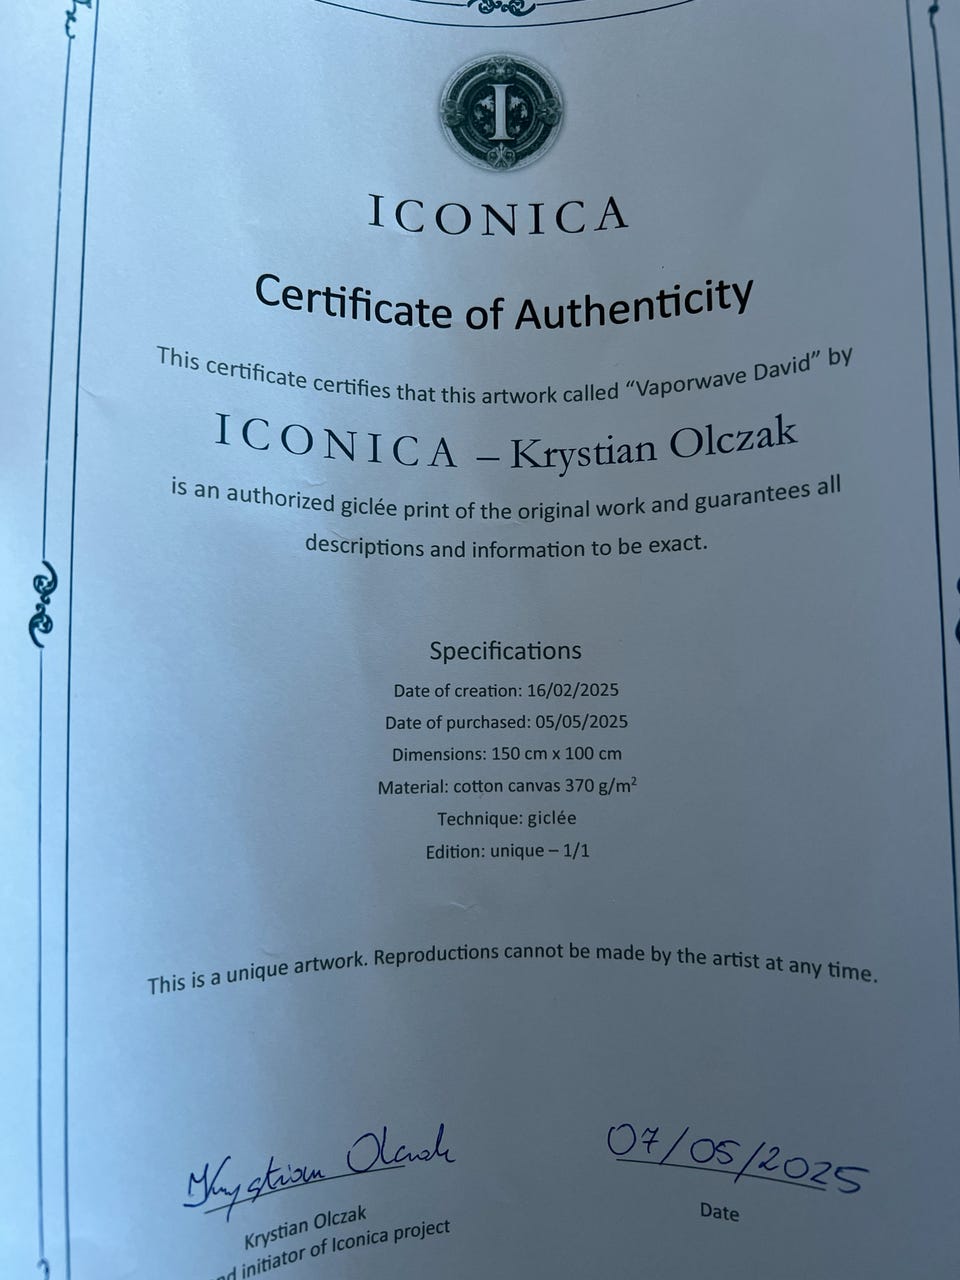 I
ICONICA
Certificate of Authenticity
This certificate certifies that this artwork called “Vaporwave David” by
ICONICA – Krystian Olczak
is an authorized giclée print of the original work and guarantees all
descriptions and information to be exact.
Specifications
Date of creation: 16/02/2025
Date of purchased: 05/05/2025
Dimensions: 150 cm x 100 cm
Material: cotton canvas 370 g/m²
Technique: giclée
Edition: unique – 1/1
This is a unique artwork. Reproductions cannot be made by the artist at any time.
Krystian Olczak
07/05/2025
Krystian Olczak
Date
initiator of Iconica project